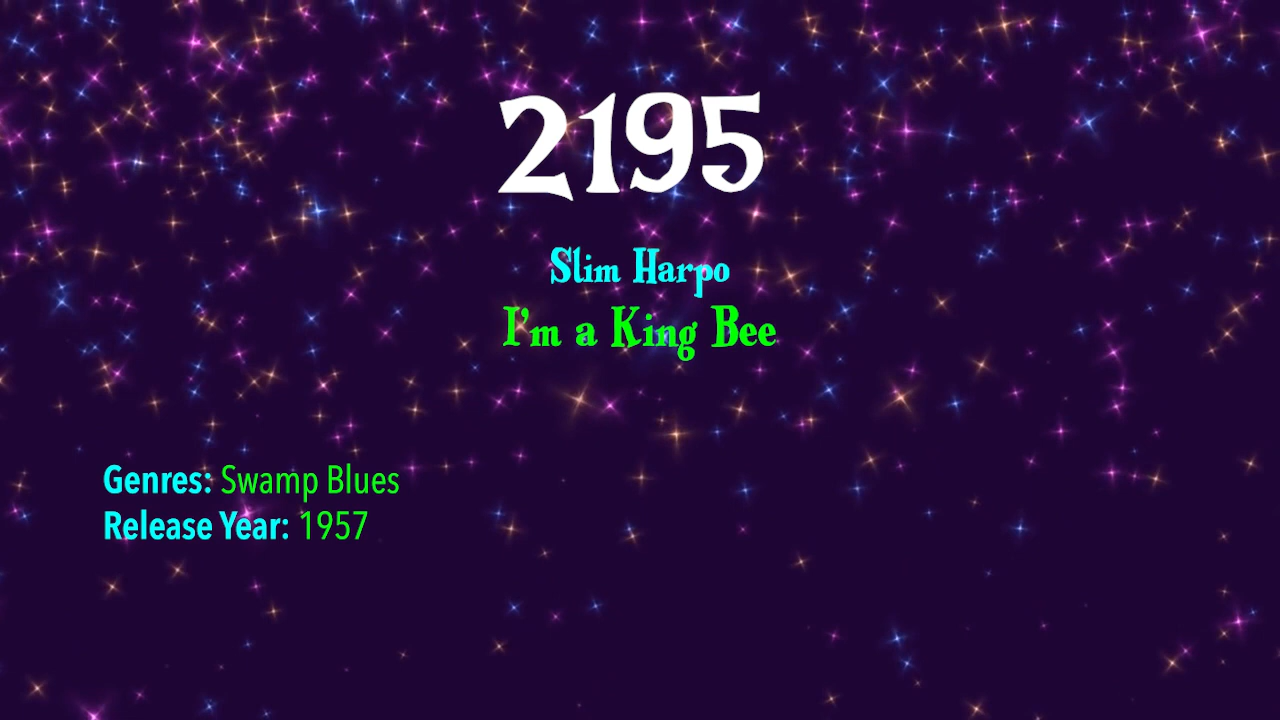 2195
Slim Harpo
I'm a King Bee
Genres: Swamp Blues
Release Year: 1957